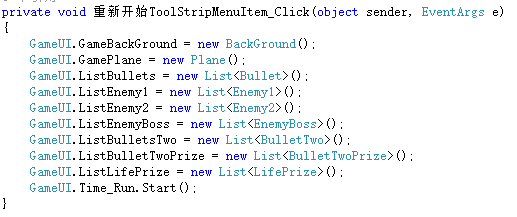 private void 重新开始ToolStripMenuItem_Click(object sender, EventArgs e)
{
GameUI.GameBackGround = new BackGround();
GameUI.GamePlane = new Plane();
GameUI.ListBullets = new List<Bullet>();
GameUI.ListEnemy1 = new List<Enemy1>();
GameUI.ListEnemy2 = new List<Enemy2>();
GameUI.ListEnemyBoss = new List<EnemyBoss>();
GameUI.ListBulletsTwo = new List<BulletTwo>();
GameUI.ListBulletTwoPrize = new List<BulletTwoPrize>();
GameUI.ListLifePrize = new List<LifePrize>();
GameUI.Time_Run.Start();
}